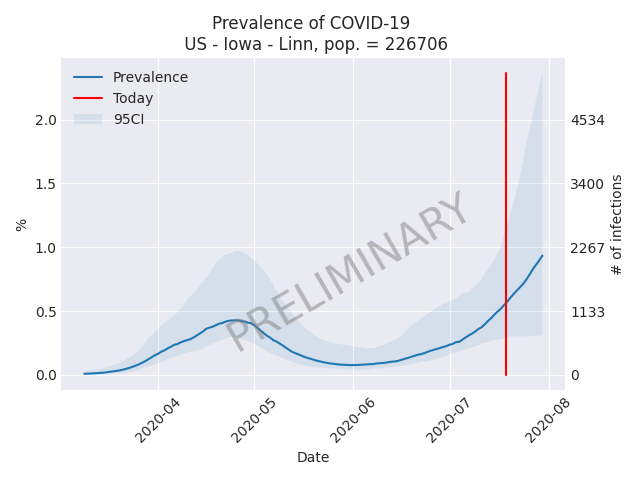 Prevalence of COVID-19
US - Iowa - Linn, pop. = 226706
Prevalence
Today
95CI
2.0
1.5
1.0
0.5
0.0
%
4534
3400
2267
1133
0
# of infections
PRELIMINARY
2020-04
2020-05
2020-06
2020-07
2020-08
Date